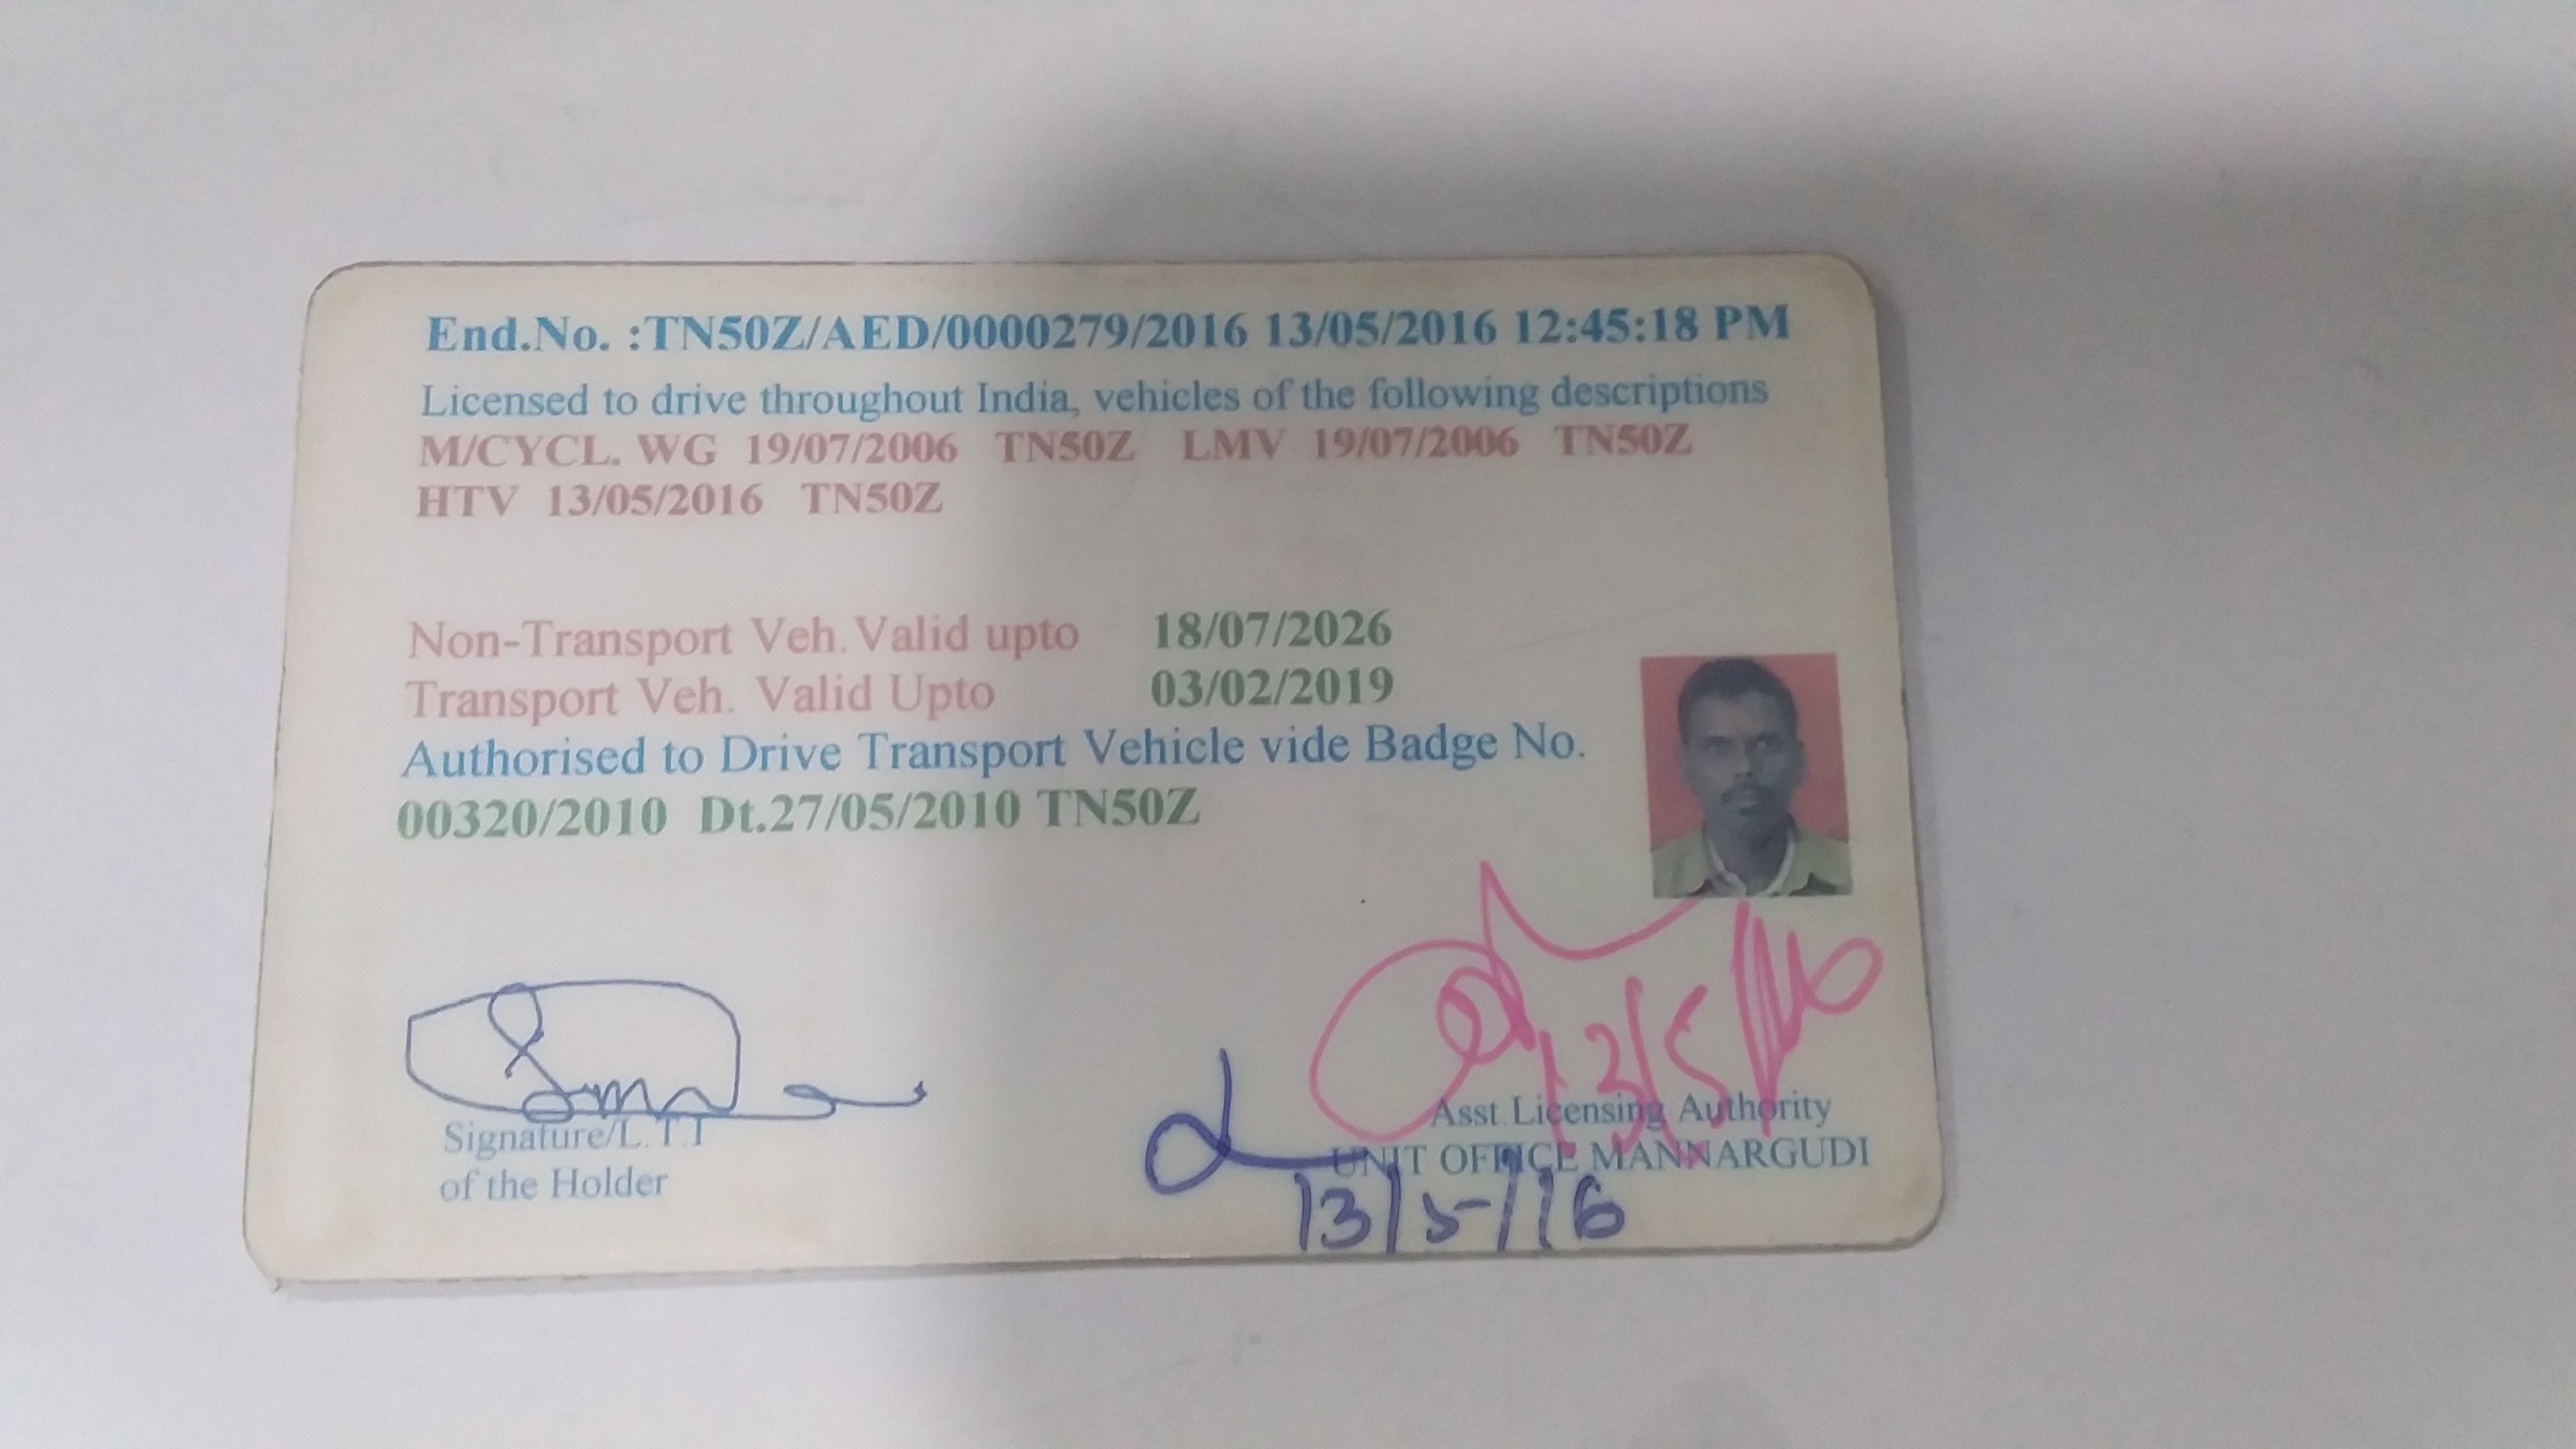 End.No. :TN50Z/AED/0000279/2016 13/05/2016 12:45:18 PM
Licensed to drive throughout India, vehicles of the following descriptions
M/CYCL. WG 19/07/2006 TN50Z LMV 19/07/2006 TN50Z
HTV 13/05/2016 TN50Z
Non-Transport Veh. Valid upto 18/07/2026
Transport Veh. Valid Upto 03/02/2019
Authorised to Drive Transport Vehicle vide Badge No.
00320/2010 Dt.27/05/2010 TN50Z
13/5/16
Signature/L.T.I
of the Holder
Asst.Licensing Authority
UNIT OFFICE MANNARGUDI
13/5/16